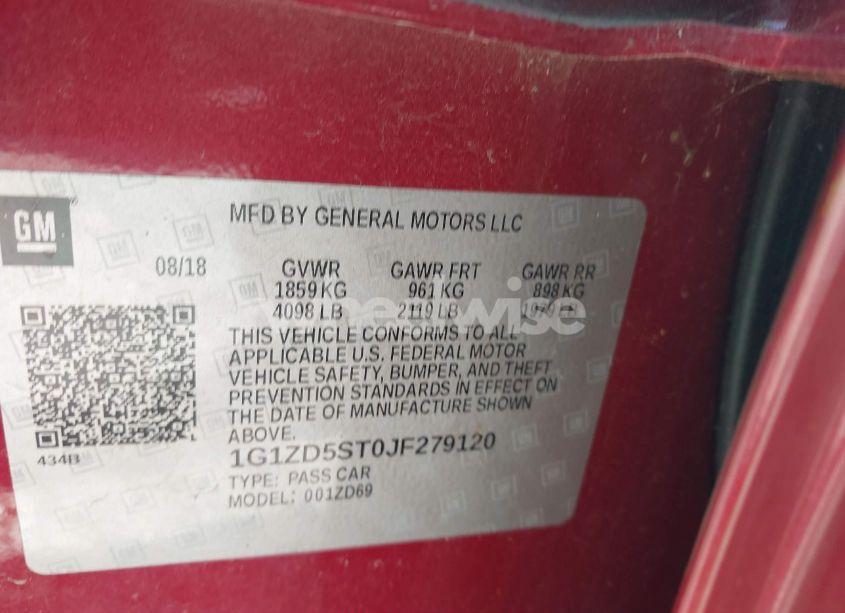 GM
MFD BY GENERAL MOTORS LLC
08/18 GVWR GAWR FRT GAWR RR
1859 KG 961 KG 898 KG
4098 LB 2119 LB 1979 LB
THIS VEHICLE CONFORMS TO ALL
APPLICABLE U.S. FEDERAL MOTOR
VEHICLE SAFETY, BUMPER, AND THEFT
PREVENTION STANDARDS IN EFFECT ON
THE DATE OF MANUFACTURE SHOWN
ABOVE.
434B
1G1ZD5ST0JF279120
TYPE: PASS CAR
MODEL: 001ZD69